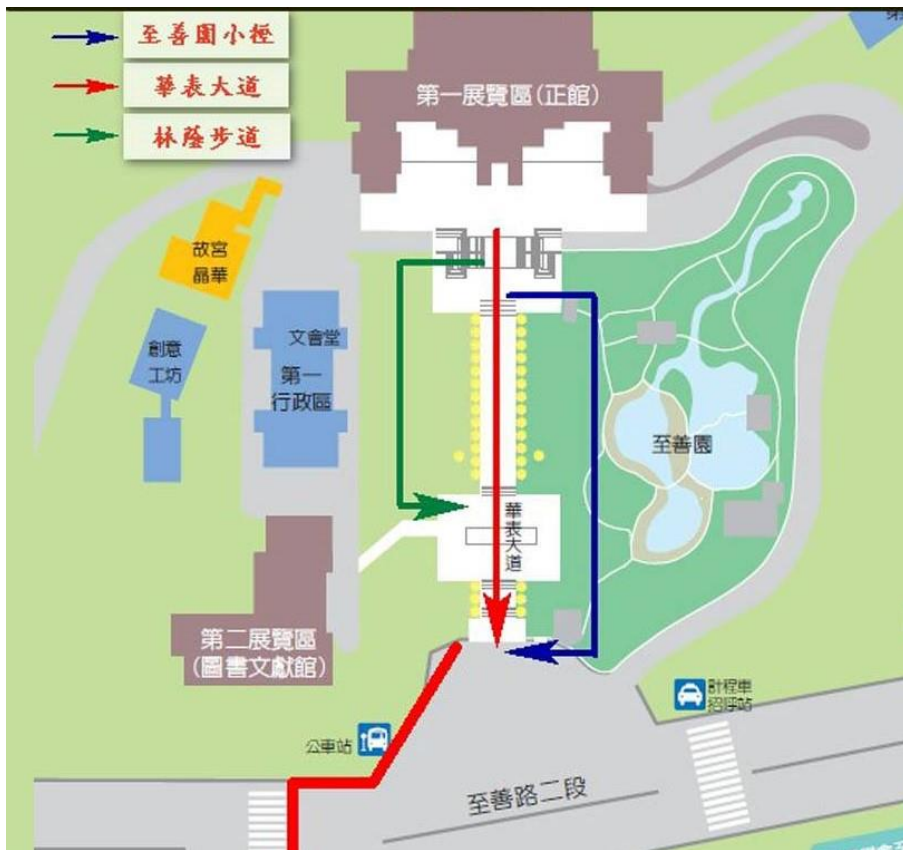 至善園小徑
華表大道
林蔭步道
第一展覽區(正館)
故宮
晶華
創意
工坊
文會堂
第一
行政區
至善園
華表大道
第二展覽區
(圖書文獻館)
公車站
計程車
招呼站
至善路二段